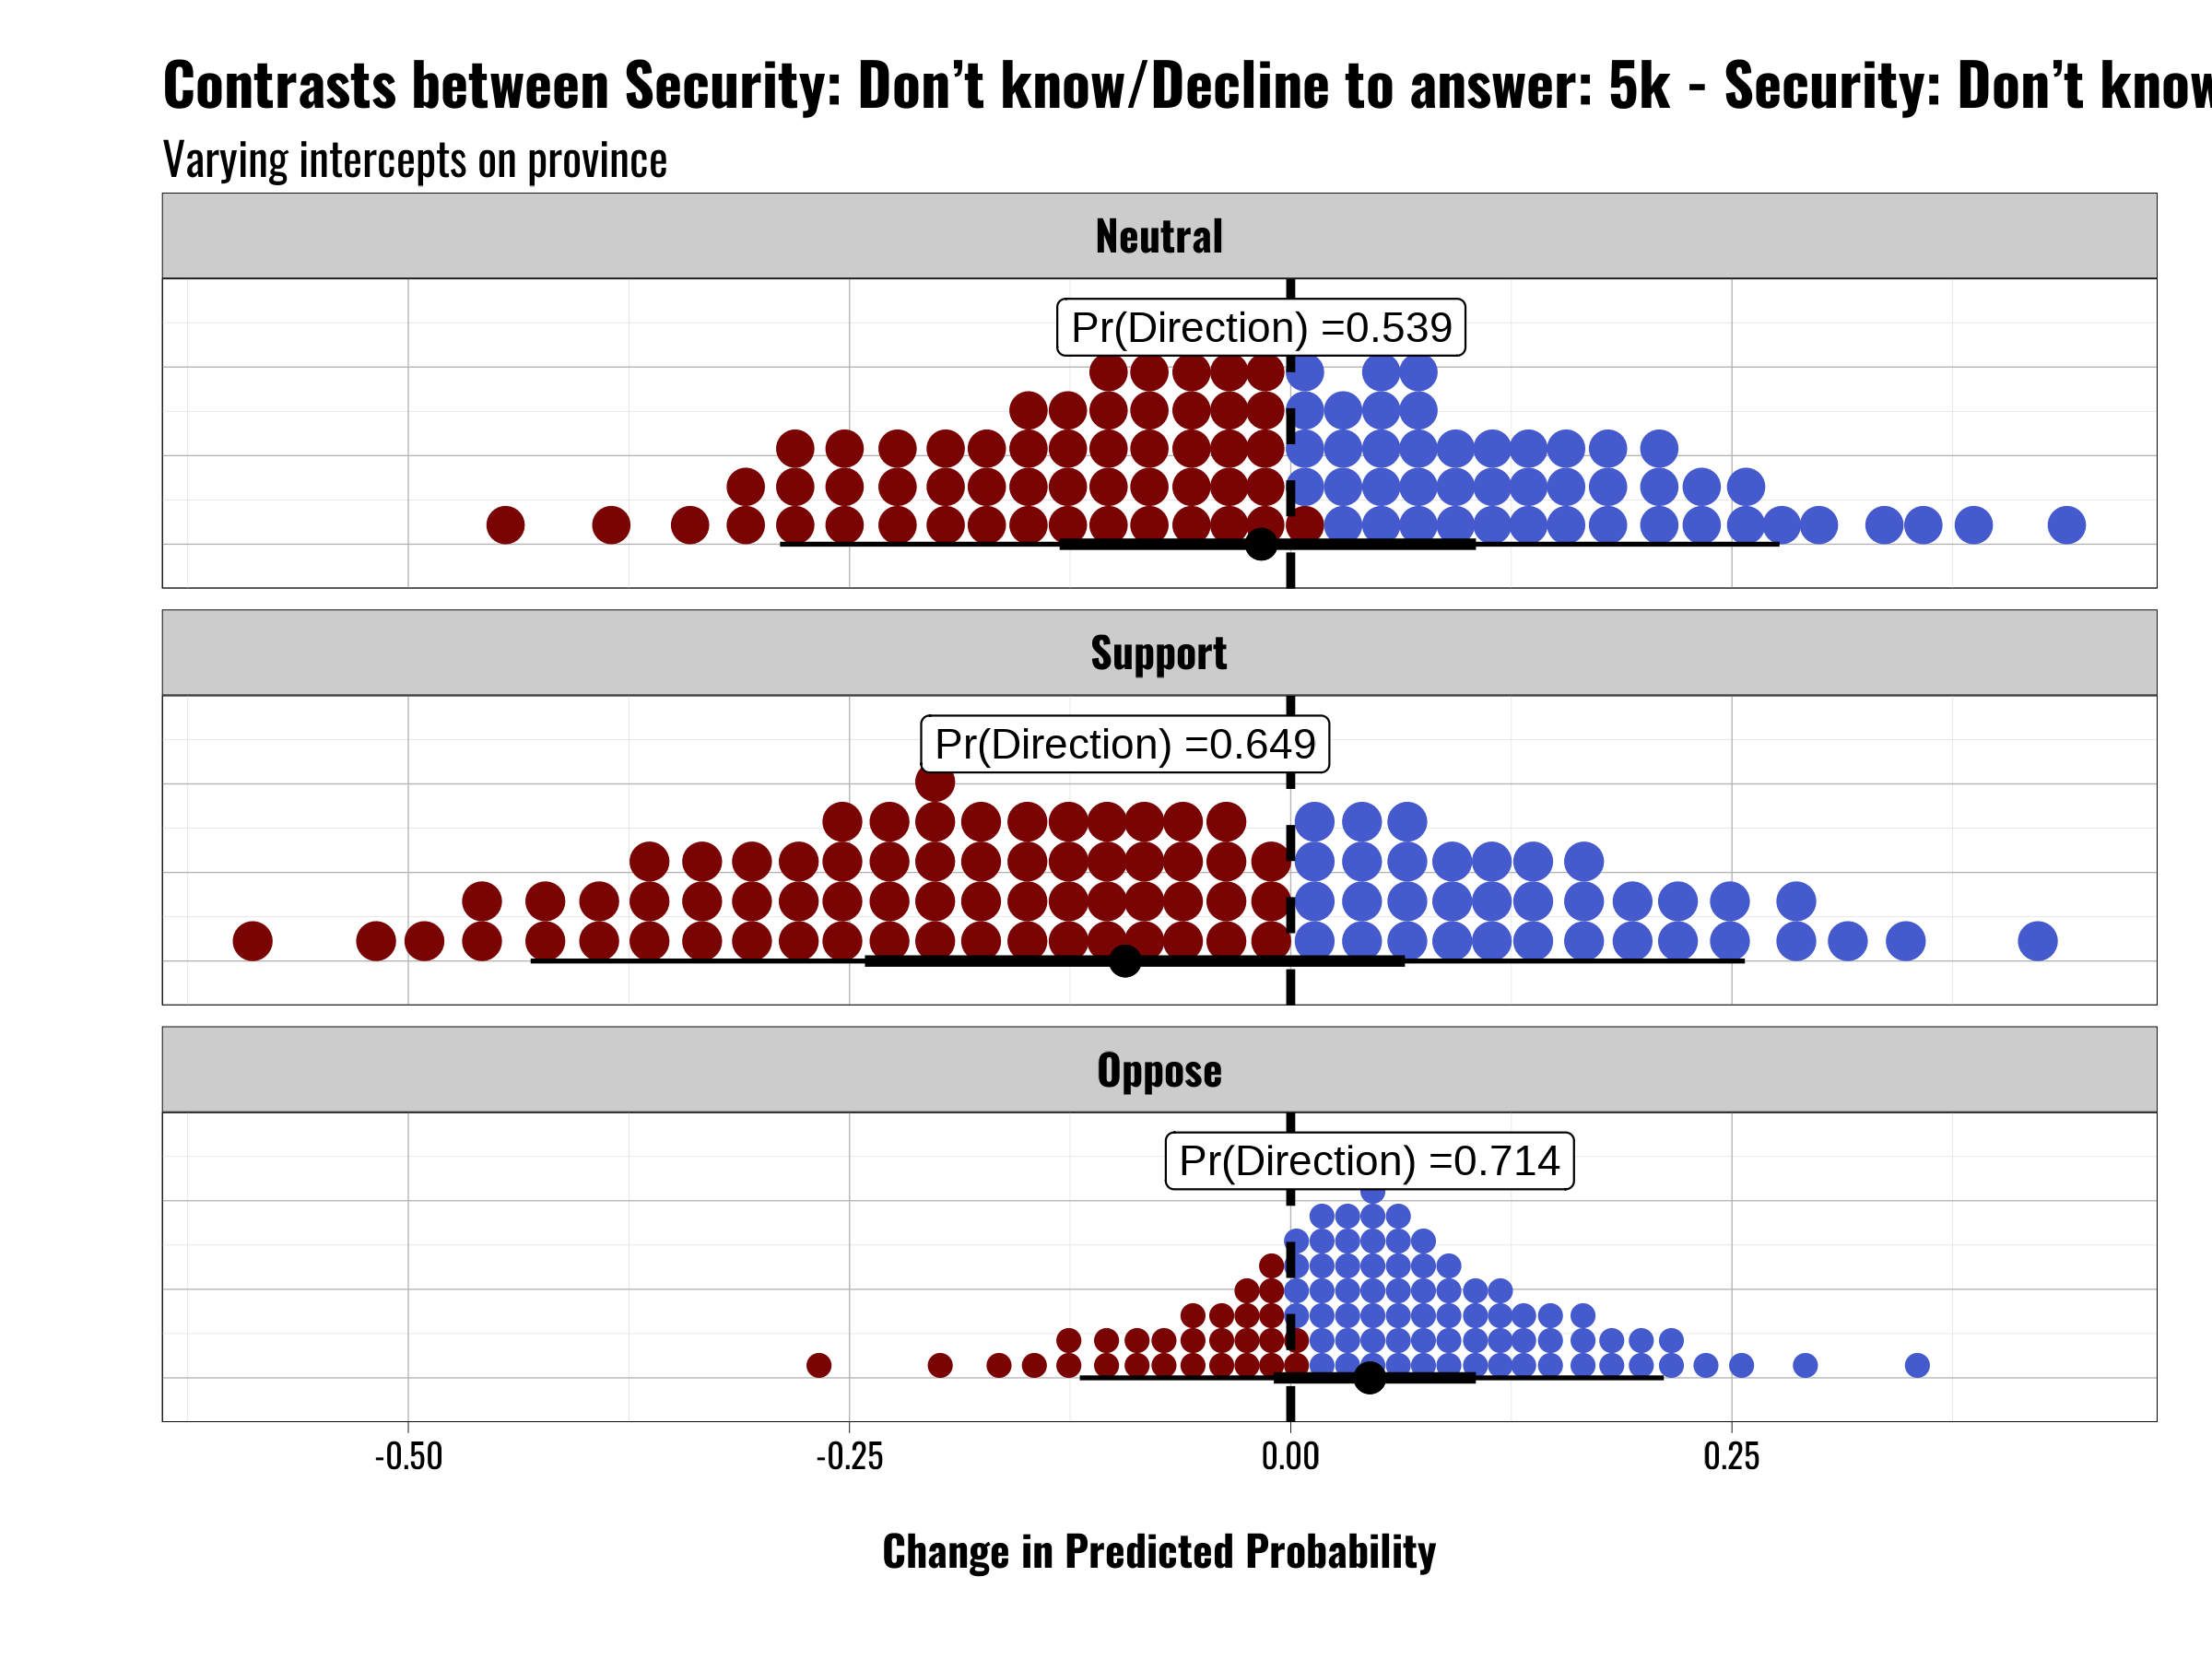 Contrasts between Security: Don’t know/Decline to answer: 5k - Security: Don’t know
Varying intercepts on province
Neutral
Pr(Direction) =0.539
Support
Pr(Direction) =0.649
Oppose
Pr(Direction) =0.714
-0.50 -0.25 0.00 0.25
Change in Predicted Probability